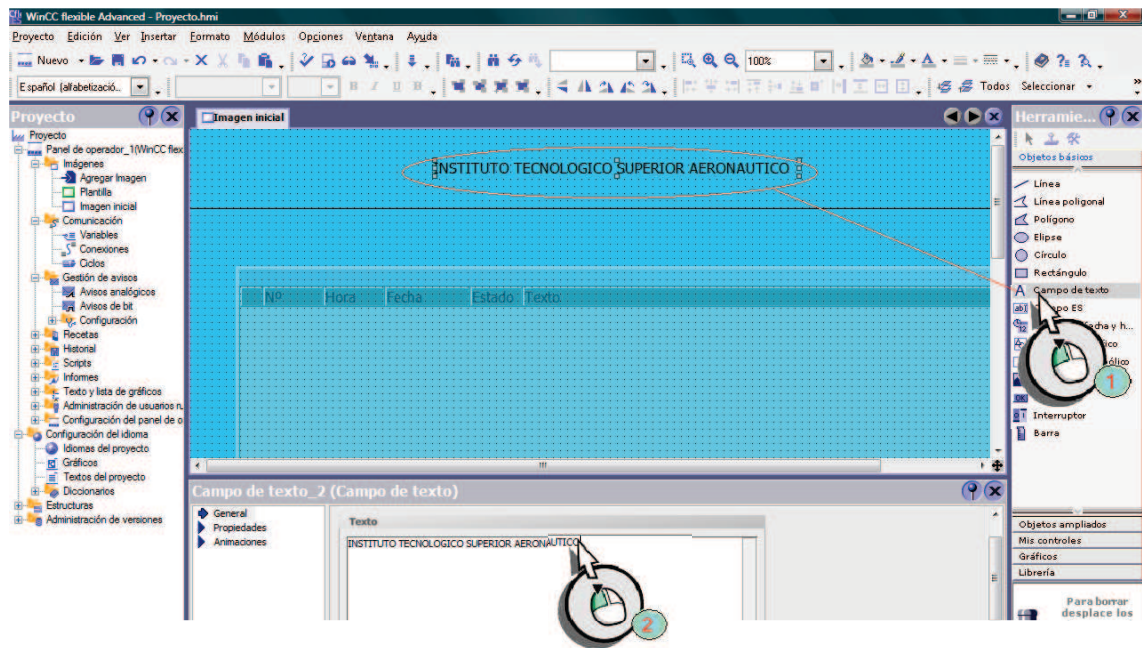 WinCC flexible Advanced - Proyecto.hmi
Proyecto Edición Ver Insertar Formato Módulos Opciones Ventana Ayuda
Nuevo 100%
Español (alfabetizació... Todos Seleccionar
Proyecto
Proyecto
Panel de operador_1(WinCC flex
Imágenes
Agregar Imagen
Plantilla
Imagen inicial
Comunicación
Variables
Conexiones
Ciclos
Gestión de avisos
Avisos analógicos
Avisos de bit
Configuración
Recetas
Historial
Scripts
Informes
Texto y lista de gráficos
Administración de usuarios ru
Configuración del panel de o
Configuración del idioma
Idiomas del proyecto
Gráficos
Textos del proyecto
Diccionarios
Estructuras
Administración de versiones
Imagen inicial
INSTITUTO TECNOLOGICO SUPERIOR AERONAUTICO
Nº Hora Fecha Estado Texto
Campo de texto_2 (Campo de texto)
General
Propiedades
Animaciones
Texto
INSTITUTO TECNOLOGICO SUPERIOR AERONAUTICO
2
Herramie...
Objetos básicos
Línea
Línea poligonal
Polígono
Elipse
Círculo
Rectángulo
Campo de texto
ES
y h...
1
Interruptor
Barra
Objetos ampliados
Mis controles
Gráficos
Librería
Para borrar
desplace los